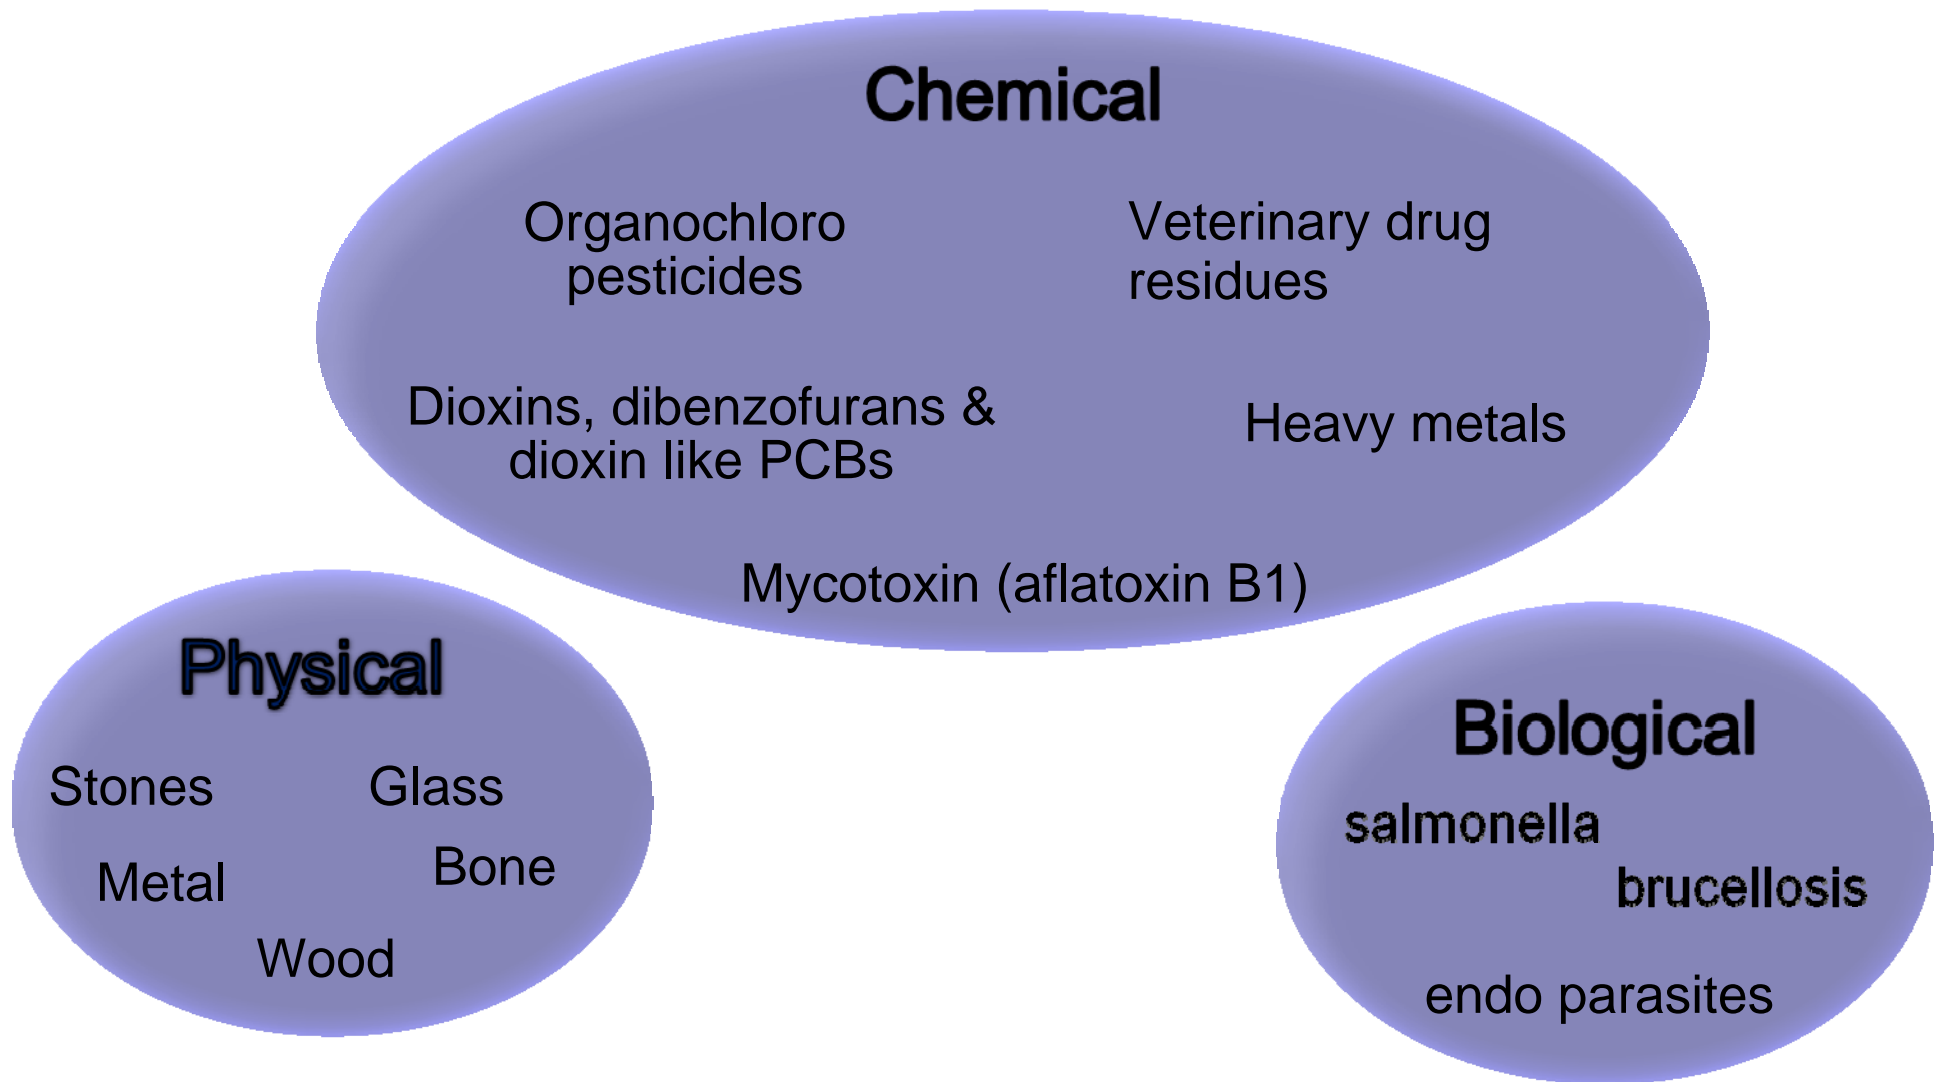 Chemical
Organochloro
pesticides
Veterinary drug
residues
Dioxins, dibenzofurans &
dioxin like PCBs
Heavy metals
Mycotoxin (aflatoxin B1)
Physical
Stones
Glass
Metal
Bone
Wood
Biological
salmonella
brucellosis
endo parasites